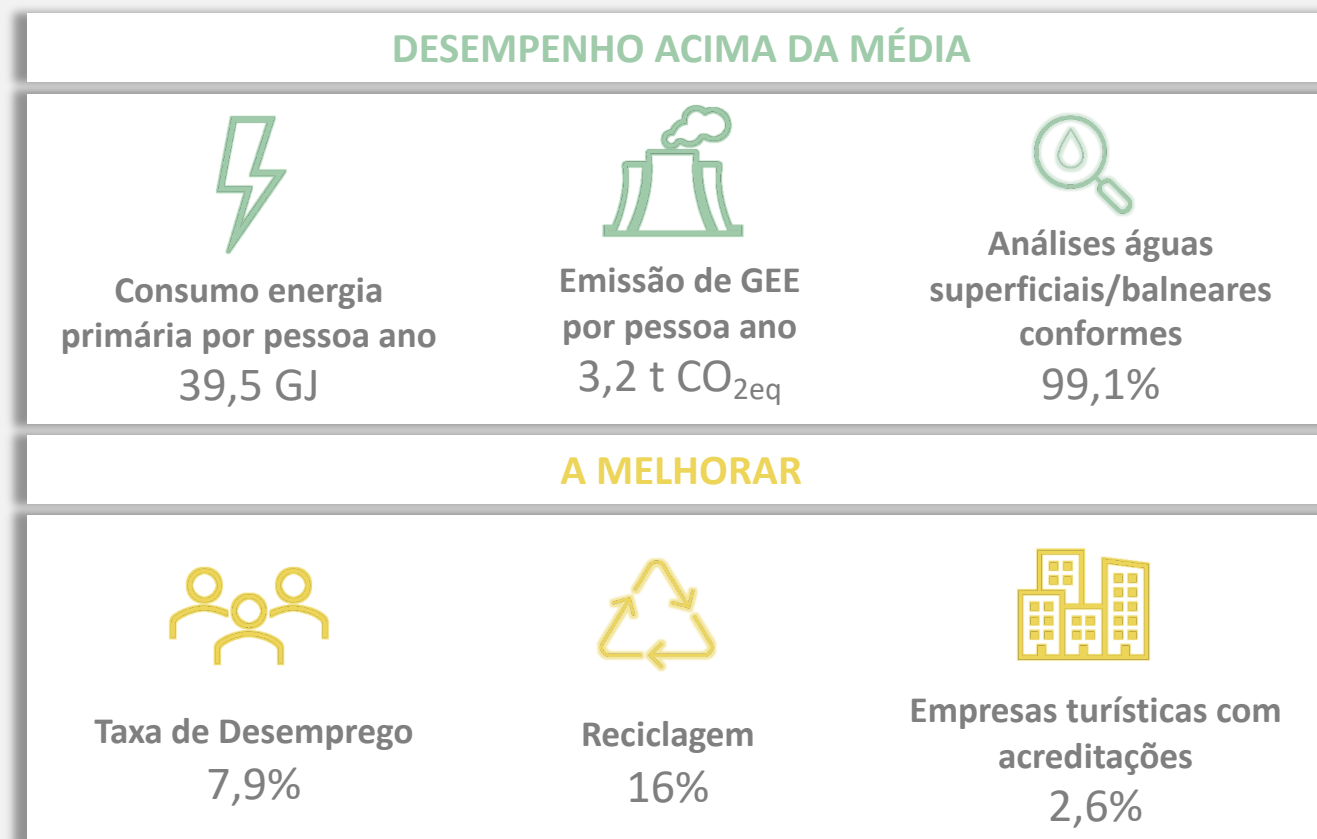 DESEMPENHO ACIMA DA MÉDIA
Consumo energia
primária por pessoa ano
39,5 GJ
Emissão de GEE
por pessoa ano
3,2 t CO₂eq
Análises águas
superficiais/balneares
conformes
99,1%
A MELHORAR
Taxa de Desemprego
7,9%
Reciclagem
16%
Empresas turísticas com
acreditações
2,6%